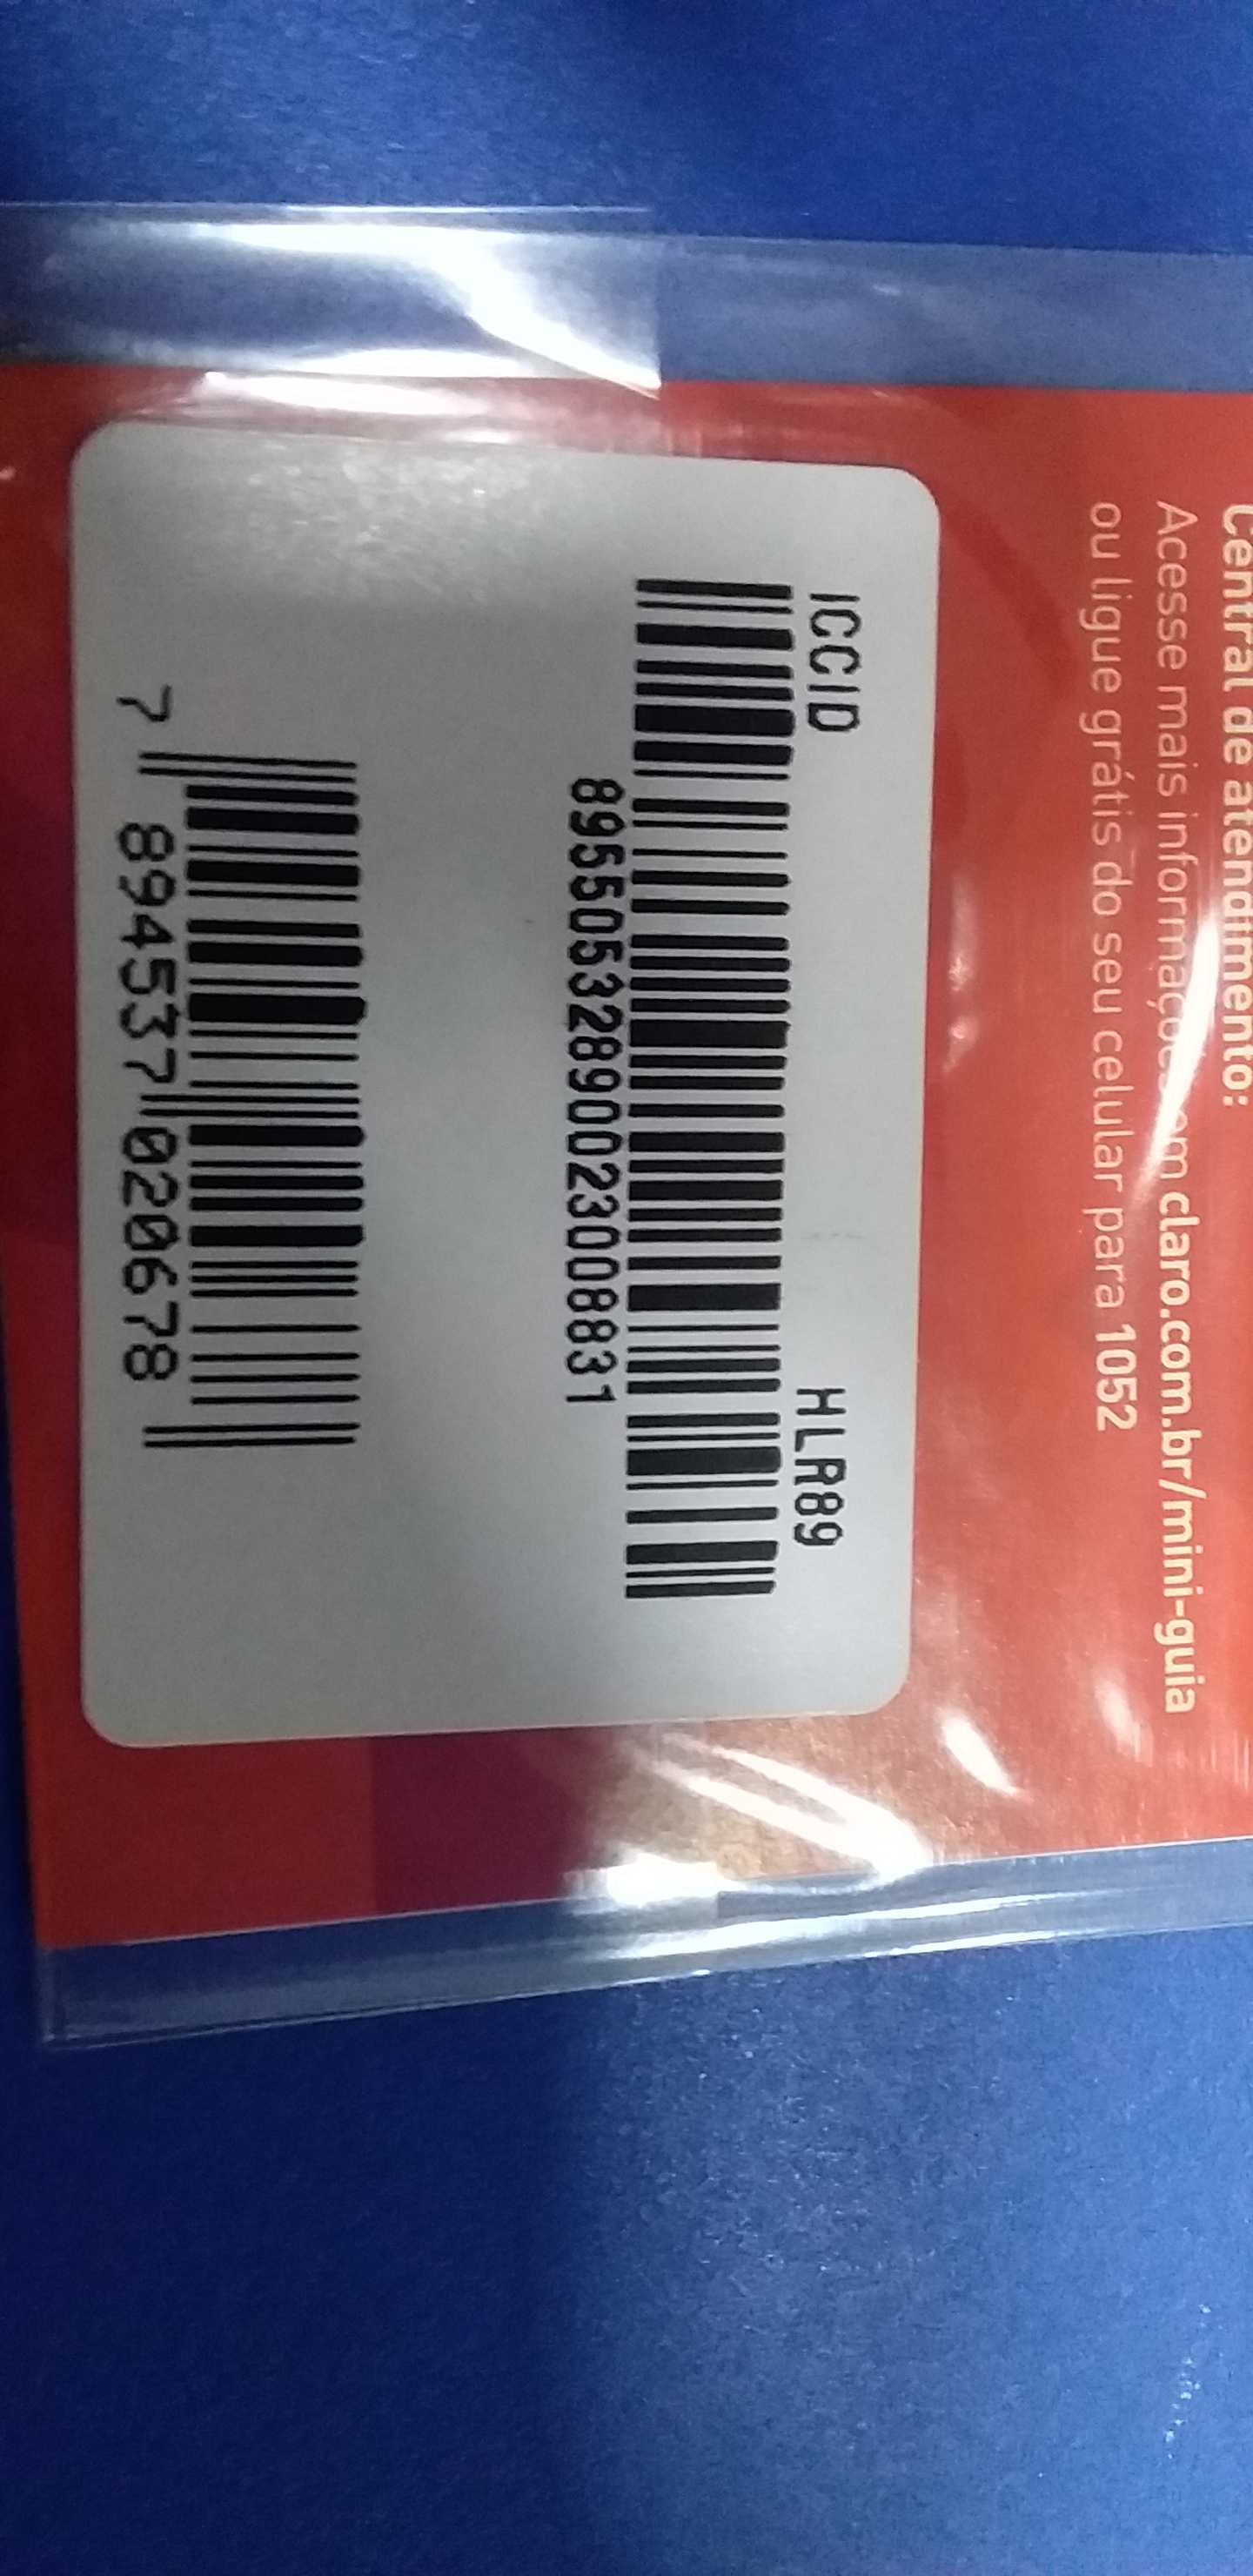 Central de atendimento:
Acesse mais informações em claro.com.br/mini-guia
ou ligue grátis do seu celular para 1052
ICCID HLR89
89550532890023008831
7 894537 020678